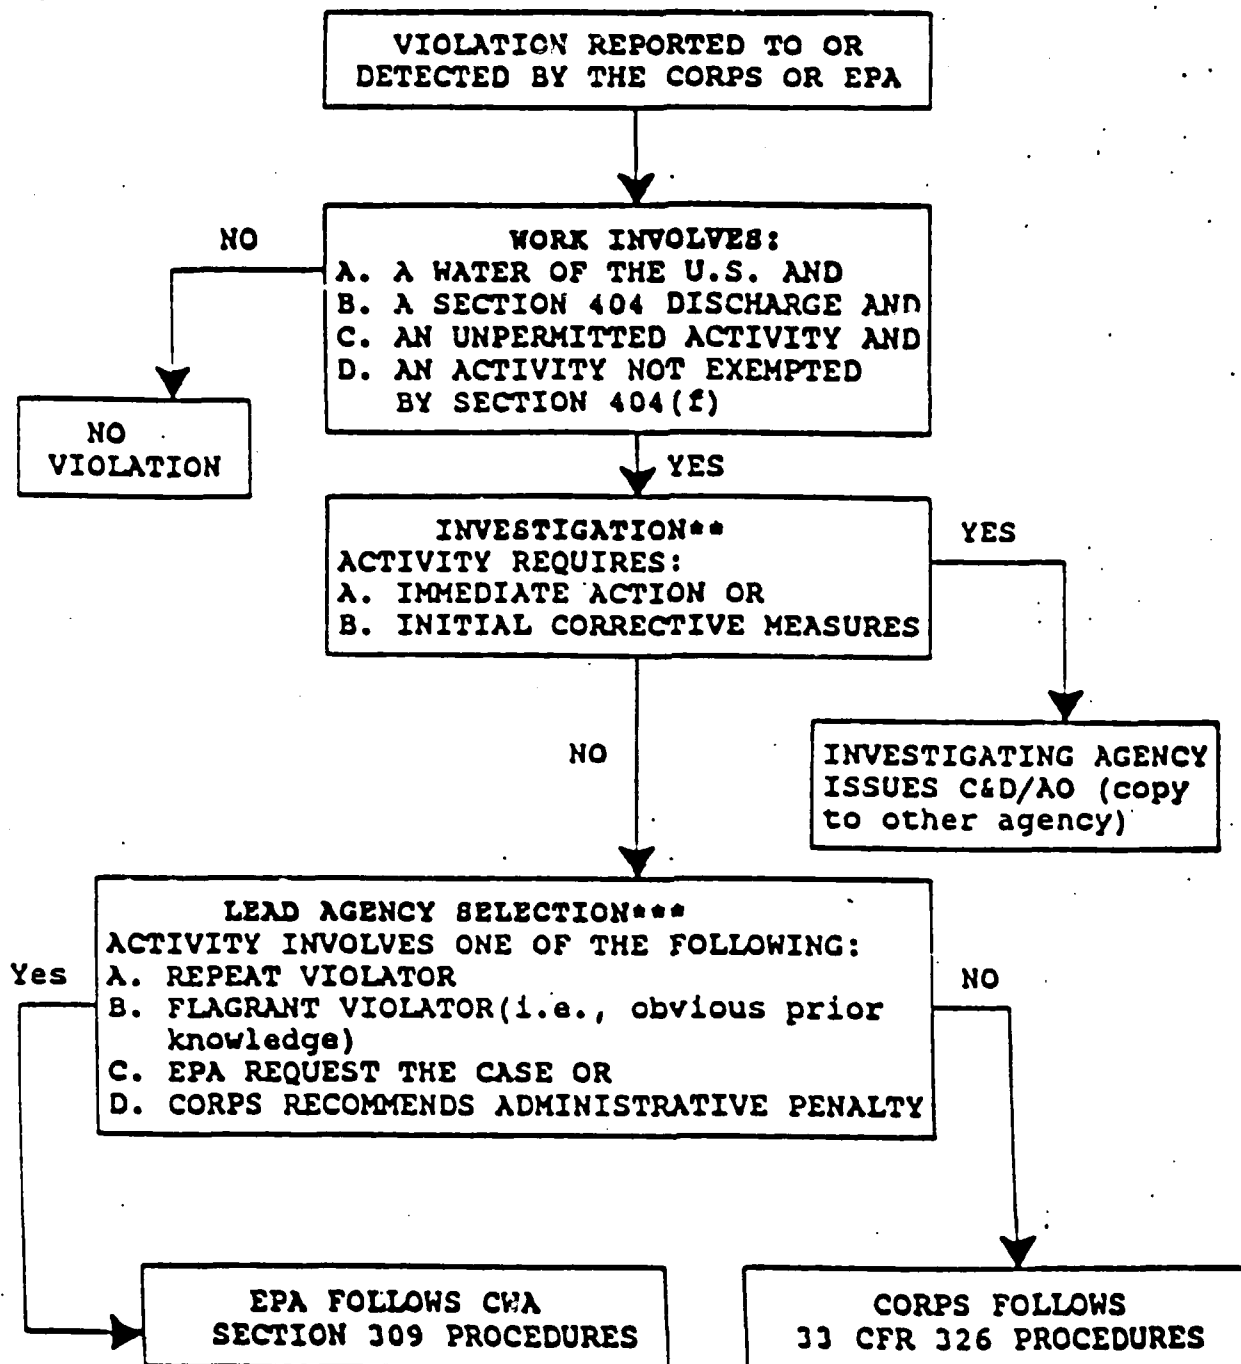 VIOLATION REPORTED TO OR
DETECTED BY THE CORPS OR EPA
NO
WORK INVOLVES:
A. A WATER OF THE U.S. AND
B. A SECTION 404 DISCHARGE AND
C. AN UNPERMITTED ACTIVITY AND
D. AN ACTIVITY NOT EXEMPTED
BY SECTION 404(f)
NO
VIOLATION
YES
INVESTIGATION**
ACTIVITY REQUIRES:
A. IMMEDIATE ACTION OR
B. INITIAL CORRECTIVE MEASURES
YES
NO
INVESTIGATING AGENCY
ISSUES C&D/AO (copy
to other agency)
LEAD AGENCY SELECTION***
ACTIVITY INVOLVES ONE OF THE FOLLOWING:
Yes
A. REPEAT VIOLATOR
B. FLAGRANT VIOLATOR(i.e., obvious prior
knowledge)
C. EPA REQUEST THE CASE OR
D. CORPS RECOMMENDS ADMINISTRATIVE PENALTY
NO
EPA FOLLOWS CWA
SECTION 309 PROCEDURES
CORPS FOLLOWS
33 CFR 326 PROCEDURES